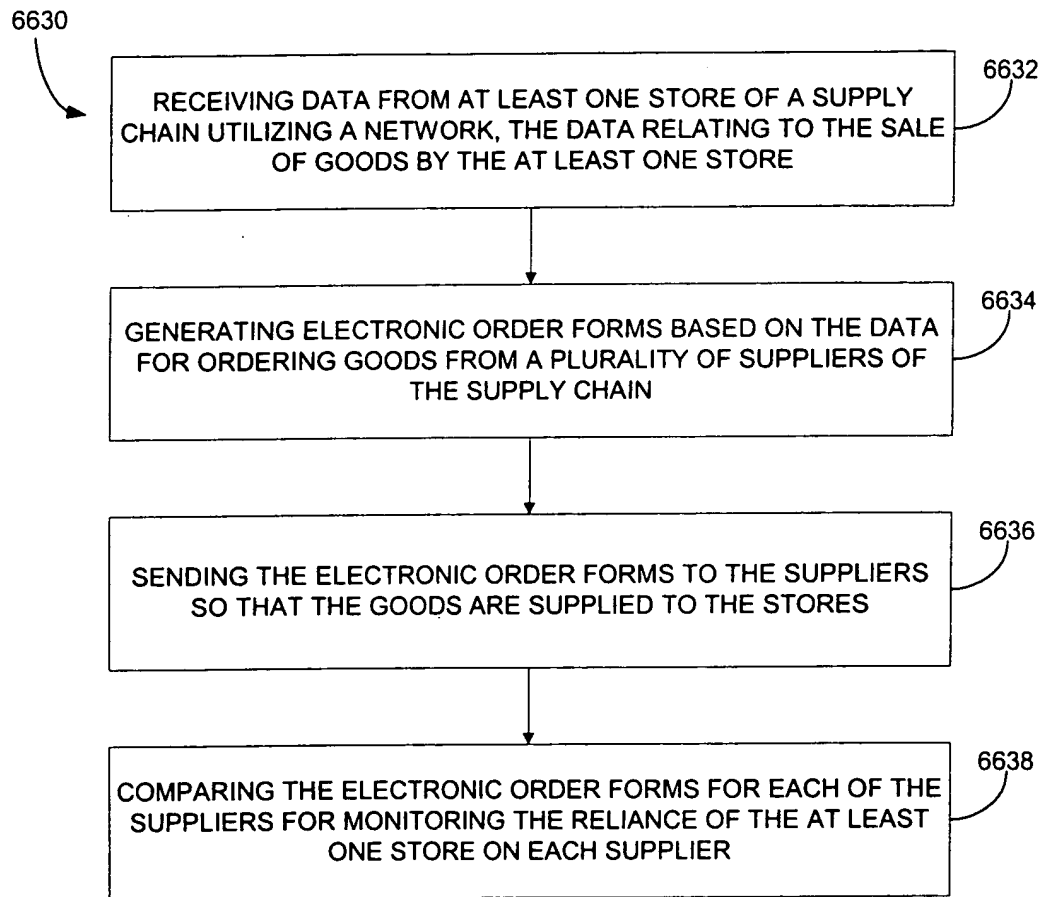 6630
6632
RECEIVING DATA FROM AT LEAST ONE STORE OF A SUPPLY
CHAIN UTILIZING A NETWORK, THE DATA RELATING TO THE SALE
OF GOODS BY THE AT LEAST ONE STORE
6634
GENERATING ELECTRONIC ORDER FORMS BASED ON THE DATA
FOR ORDERING GOODS FROM A PLURALITY OF SUPPLIERS OF
THE SUPPLY CHAIN
6636
SENDING THE ELECTRONIC ORDER FORMS TO THE SUPPLIERS
SO THAT THE GOODS ARE SUPPLIED TO THE STORES
6638
COMPARING THE ELECTRONIC ORDER FORMS FOR EACH OF THE
SUPPLIERS FOR MONITORING THE RELIANCE OF THE AT LEAST
ONE STORE ON EACH SUPPLIER